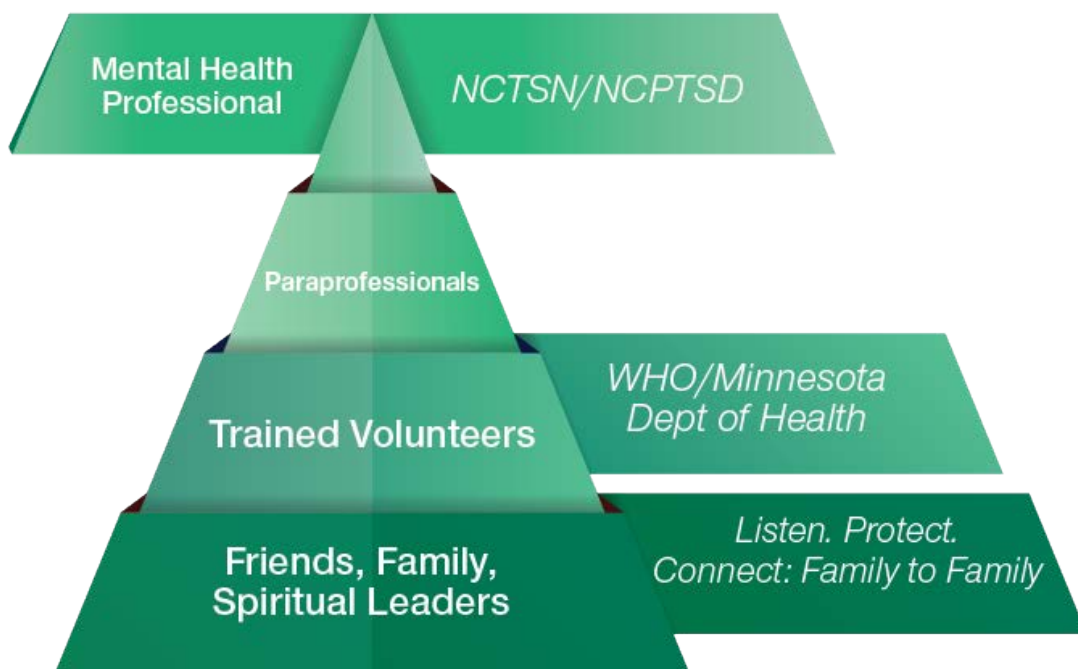 Mental Health
Professional
NCTSN/NCPTSD
Paraprofessionals
WHO/Minnesota
Dept of Health
Trained Volunteers
Listen. Protect.
Connect: Family to Family
Friends, Family,
Spiritual Leaders